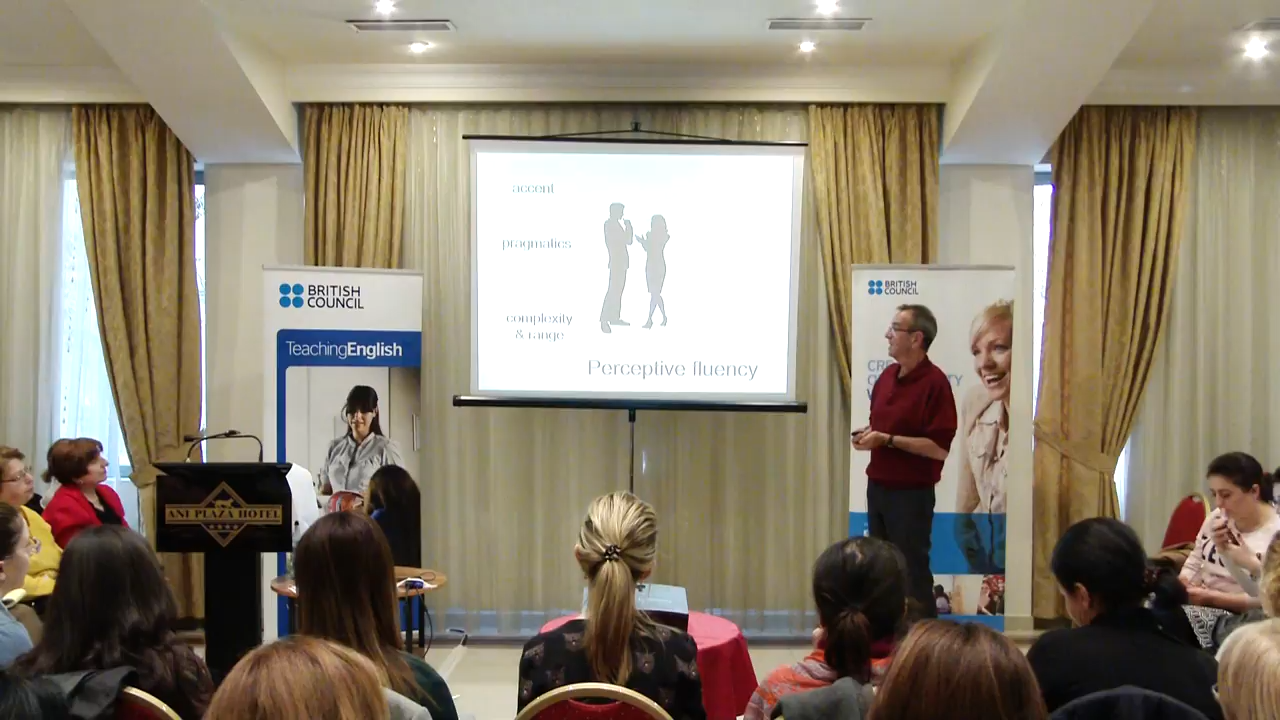 accent
pragmatics
complexity
& range
Perceptive fluency
BRITISH
COUNCIL
TeachingEnglish
BRITISH
COUNCIL
ANI PLAZA HOTEL